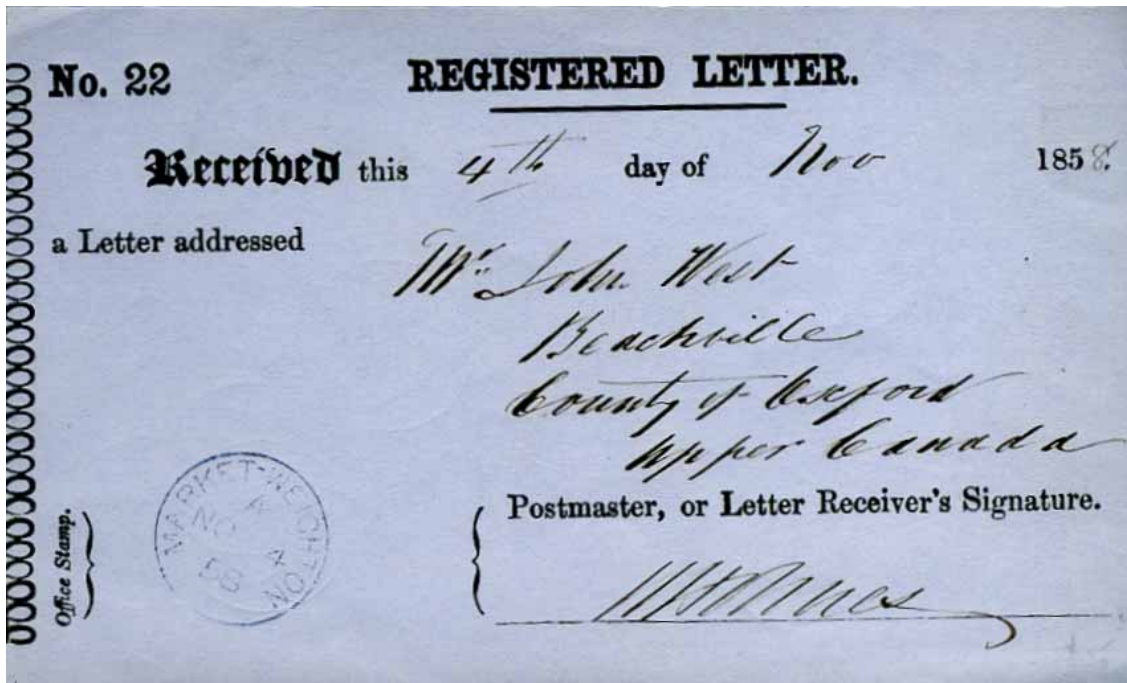 No. 22
REGISTERED LETTER.
Received this 4th day of Nov 1858.
a Letter addressed
Mr. John West
Beachville
County of Oxford
upper Canada
Office Stamp.
MARKET-WEIGHTON
A
NO 4
58
Postmaster, or Letter Receiver's Signature.